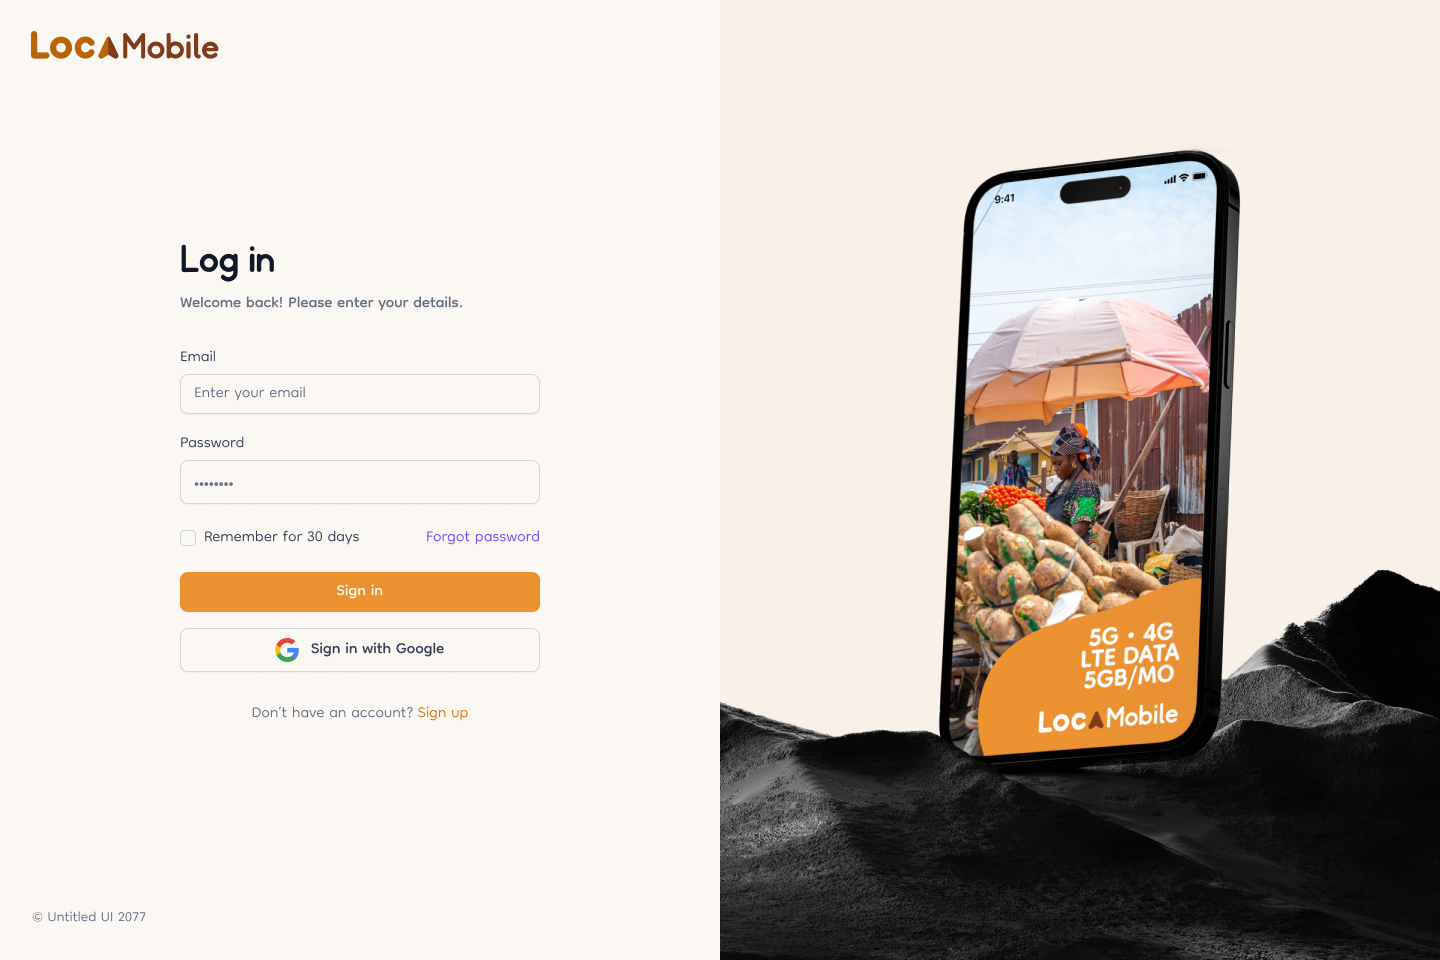 LOCAMobile
Log in
Welcome back! Please enter your details.
Email
Enter your email
Password
••••••••
Remember for 30 days
Forgot password
Sign in
Sign in with Google
Don't have an account? Sign up
© Untitled UI 2077
9:41
5G • 4G
LTE DATA
5GB/MO
LOCAMobile